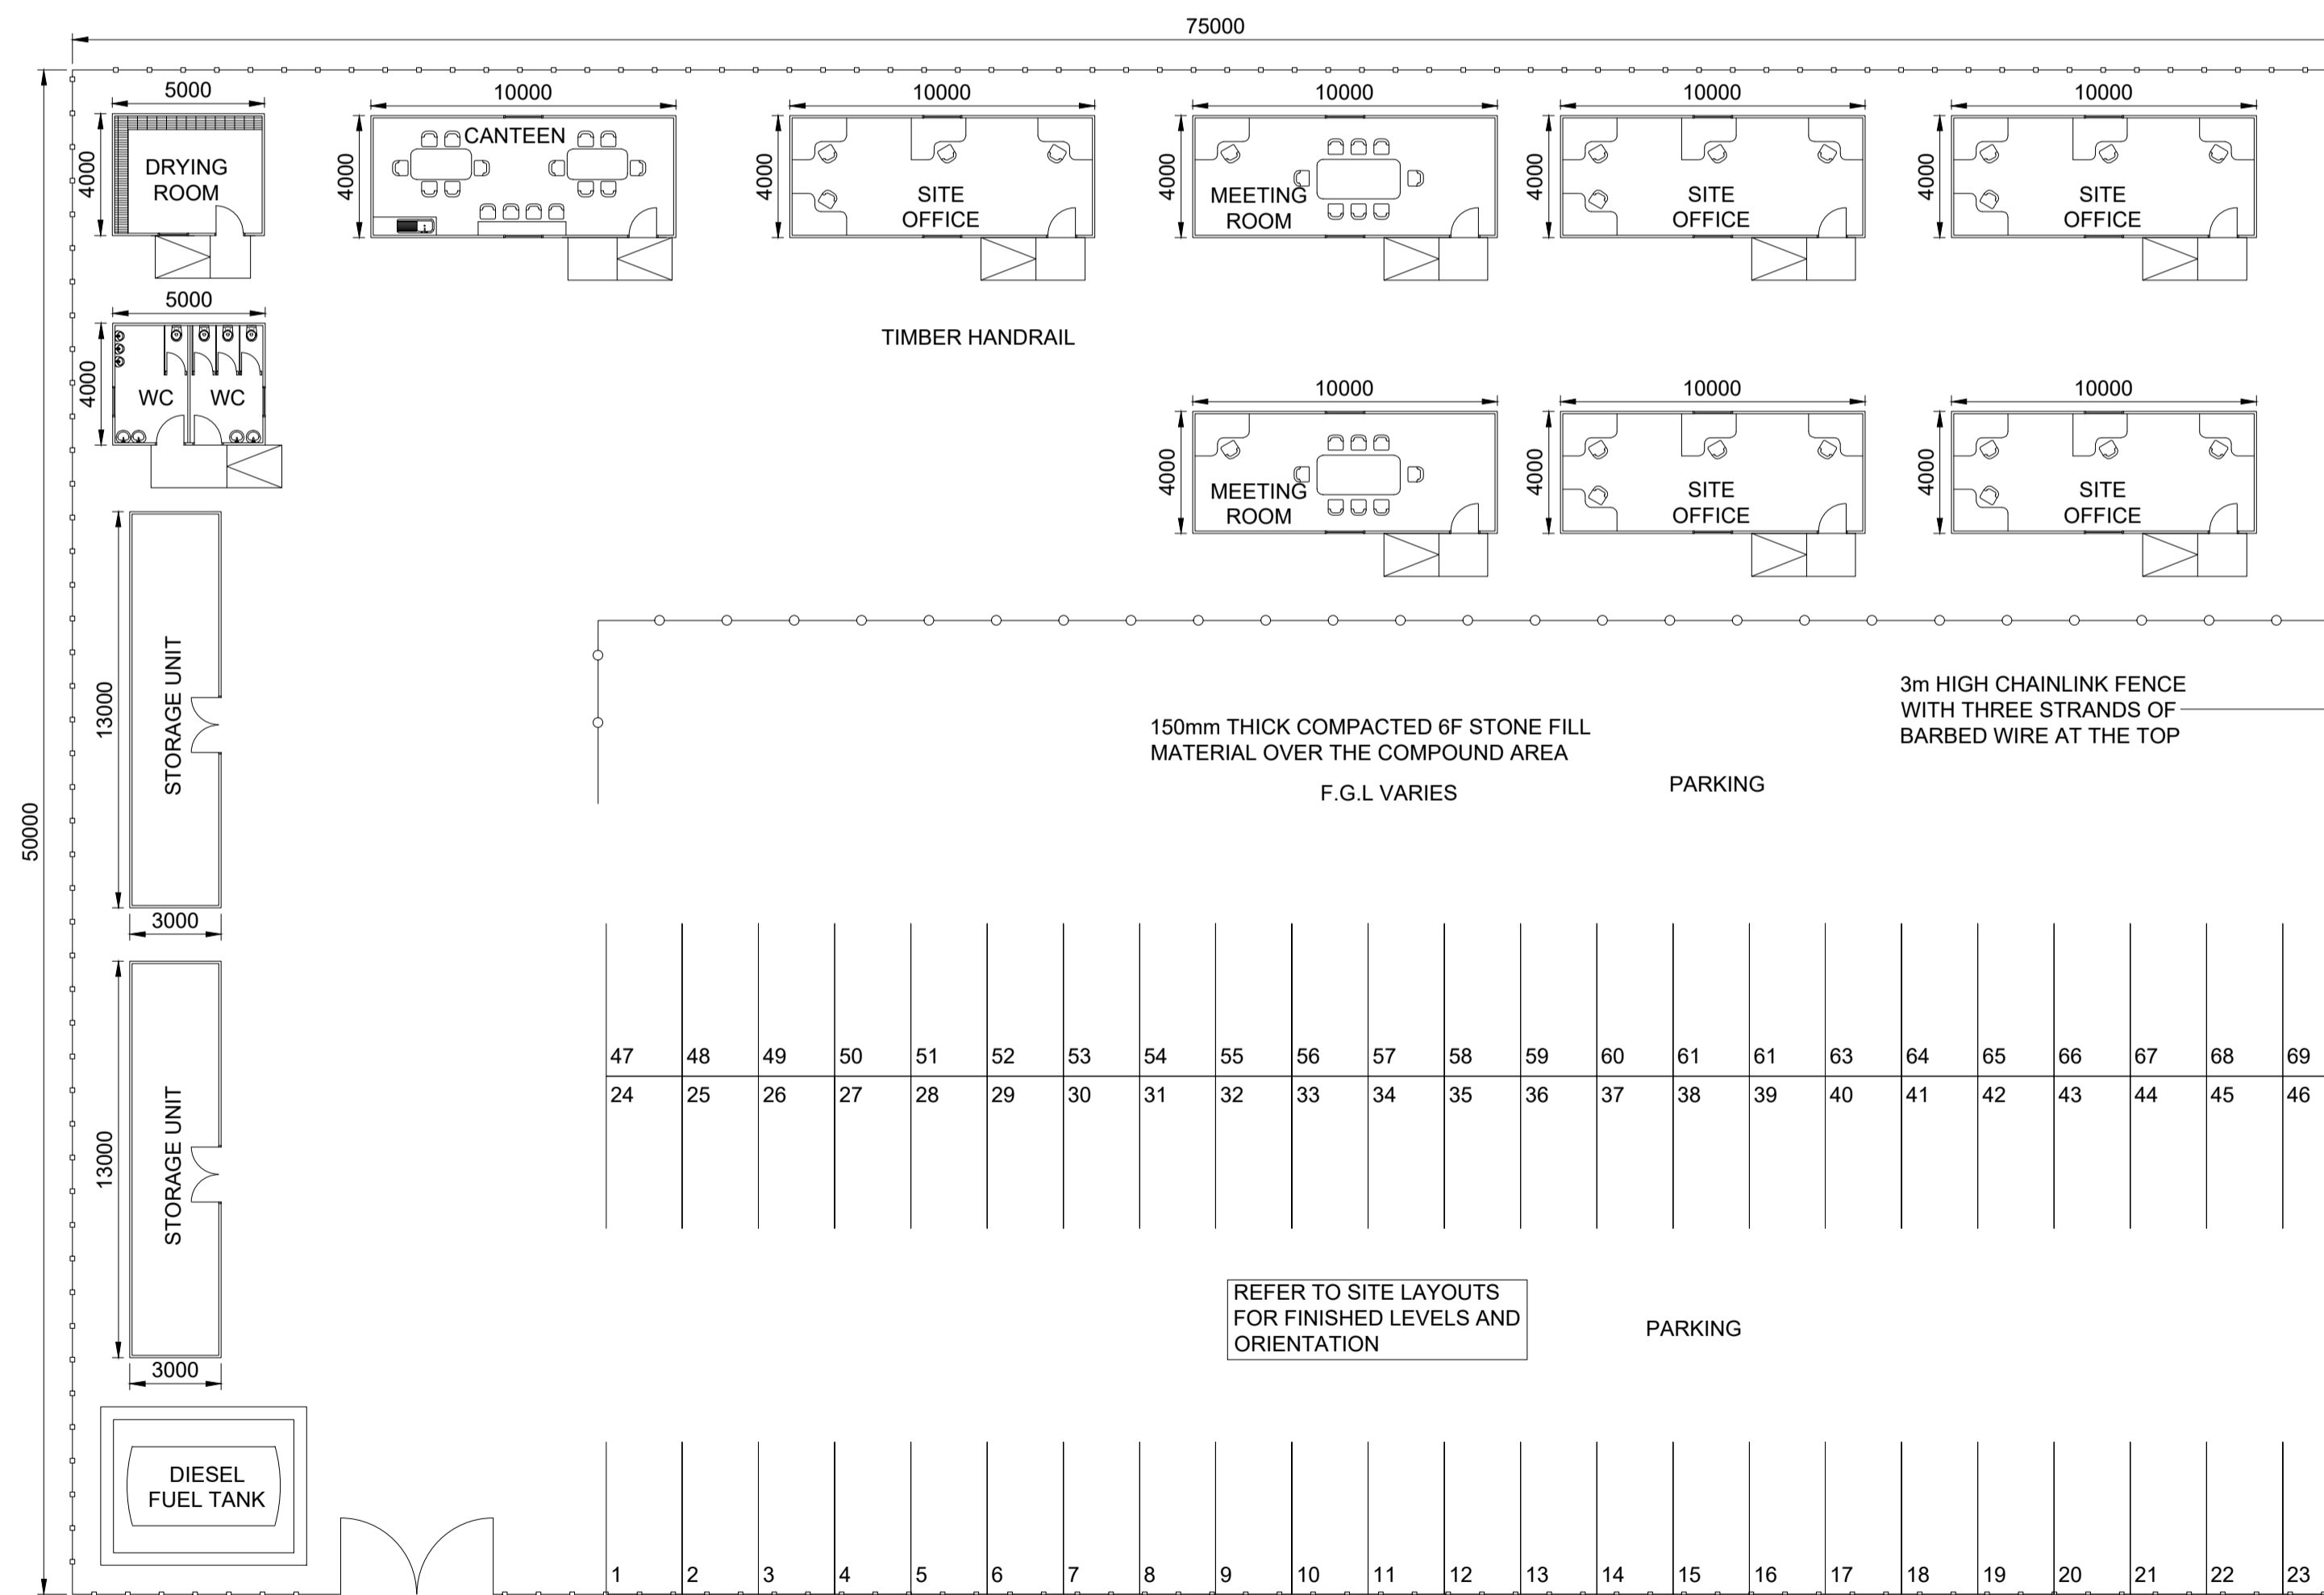 75000
5000
10000
10000
10000
10000
10000
4000
DRYING
ROOM
4000
CANTEEN
4000
SITE
OFFICE
4000
MEETING
ROOM
4000
SITE
OFFICE
4000
SITE
OFFICE
5000
4000
WC
WC
TIMBER HANDRAIL
10000
10000
10000
4000
MEETING
ROOM
4000
SITE
OFFICE
4000
SITE
OFFICE
50000
13000
STORAGE UNIT
3000
150mm THICK COMPACTED 6F STONE FILL
MATERIAL OVER THE COMPOUND AREA
F.G.L VARIES
PARKING
3m HIGH CHAINLINK FENCE
WITH THREE STRANDS OF
BARBED WIRE AT THE TOP
13000
STORAGE UNIT
3000
47 48 49 50 51 52 53 54 55 56 57 58 59 60 61 61 63 64 65 66 67 68 69
24 25 26 27 28 29 30 31 32 33 34 35 36 37 38 39 40 41 42 43 44 45 46
REFER TO SITE LAYOUTS
FOR FINISHED LEVELS AND
ORIENTATION
PARKING
DIESEL
FUEL TANK
1 2 3 4 5 6 7 8 9 10 11 12 13 14 15 16 17 18 19 20 21 22 23